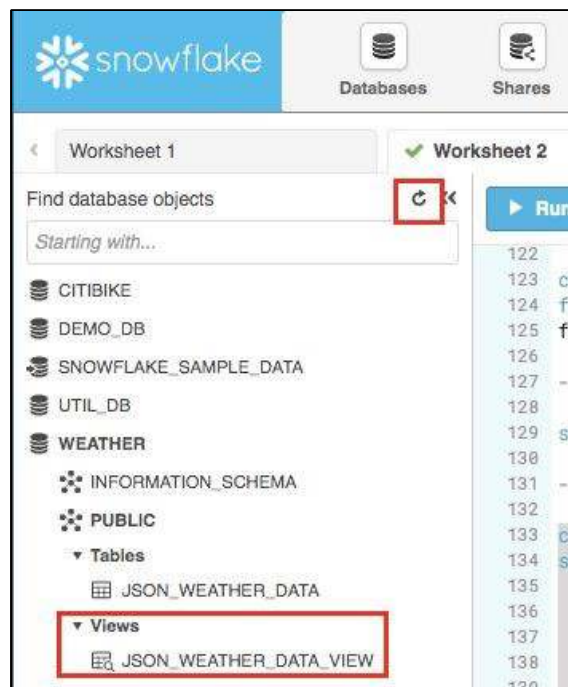 snowflake
Databases
Shares
Worksheet 1
Worksheet 2
Find database objects
Starting with...
CITIBIKE
DEMO_DB
SNOWFLAKE_SAMPLE_DATA
UTIL_DB
WEATHER
INFORMATION_SCHEMA
PUBLIC
Tables
JSON_WEATHER_DATA
Views
JSON_WEATHER_DATA_VIEW
Run
122
123 c
124 f
125 f
126
127 -
128
129 s
130
131 -
132
133 c
134 s
135
136
137
138